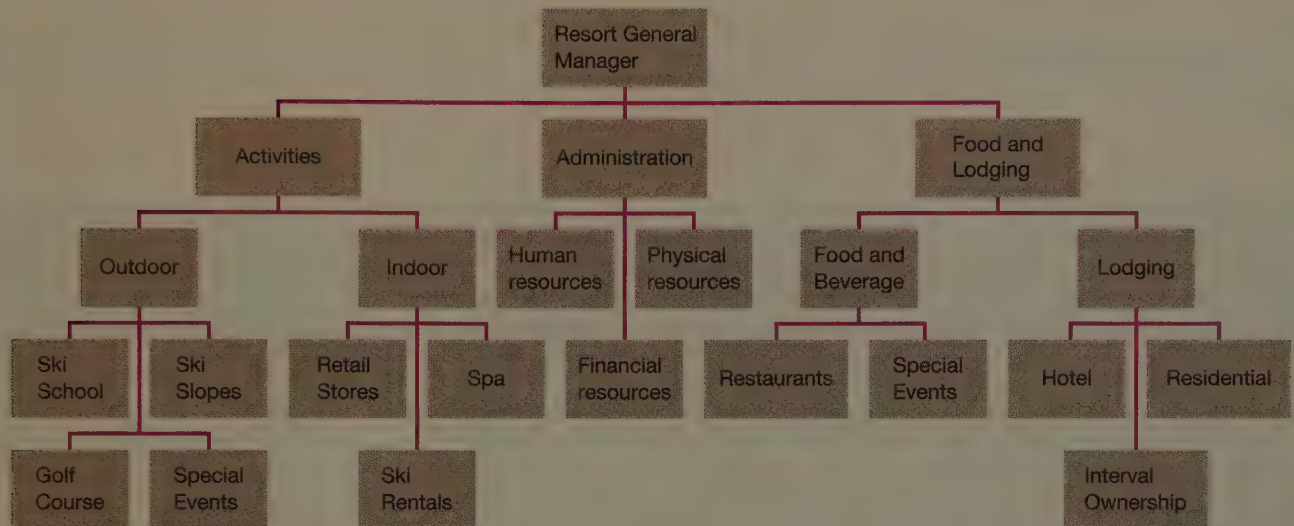 Resort General
Manager
Activities
Administration
Food and
Lodging
Outdoor
Indoor
Human
resources
Physical
resources
Food and
Beverage
Lodging
Ski
School
Ski
Slopes
Retail
Stores
Spa
Financial
resources
Restaurants
Special
Events
Hotel
Residential
Golf
Course
Special
Events
Ski
Rentals
Interval
Ownership